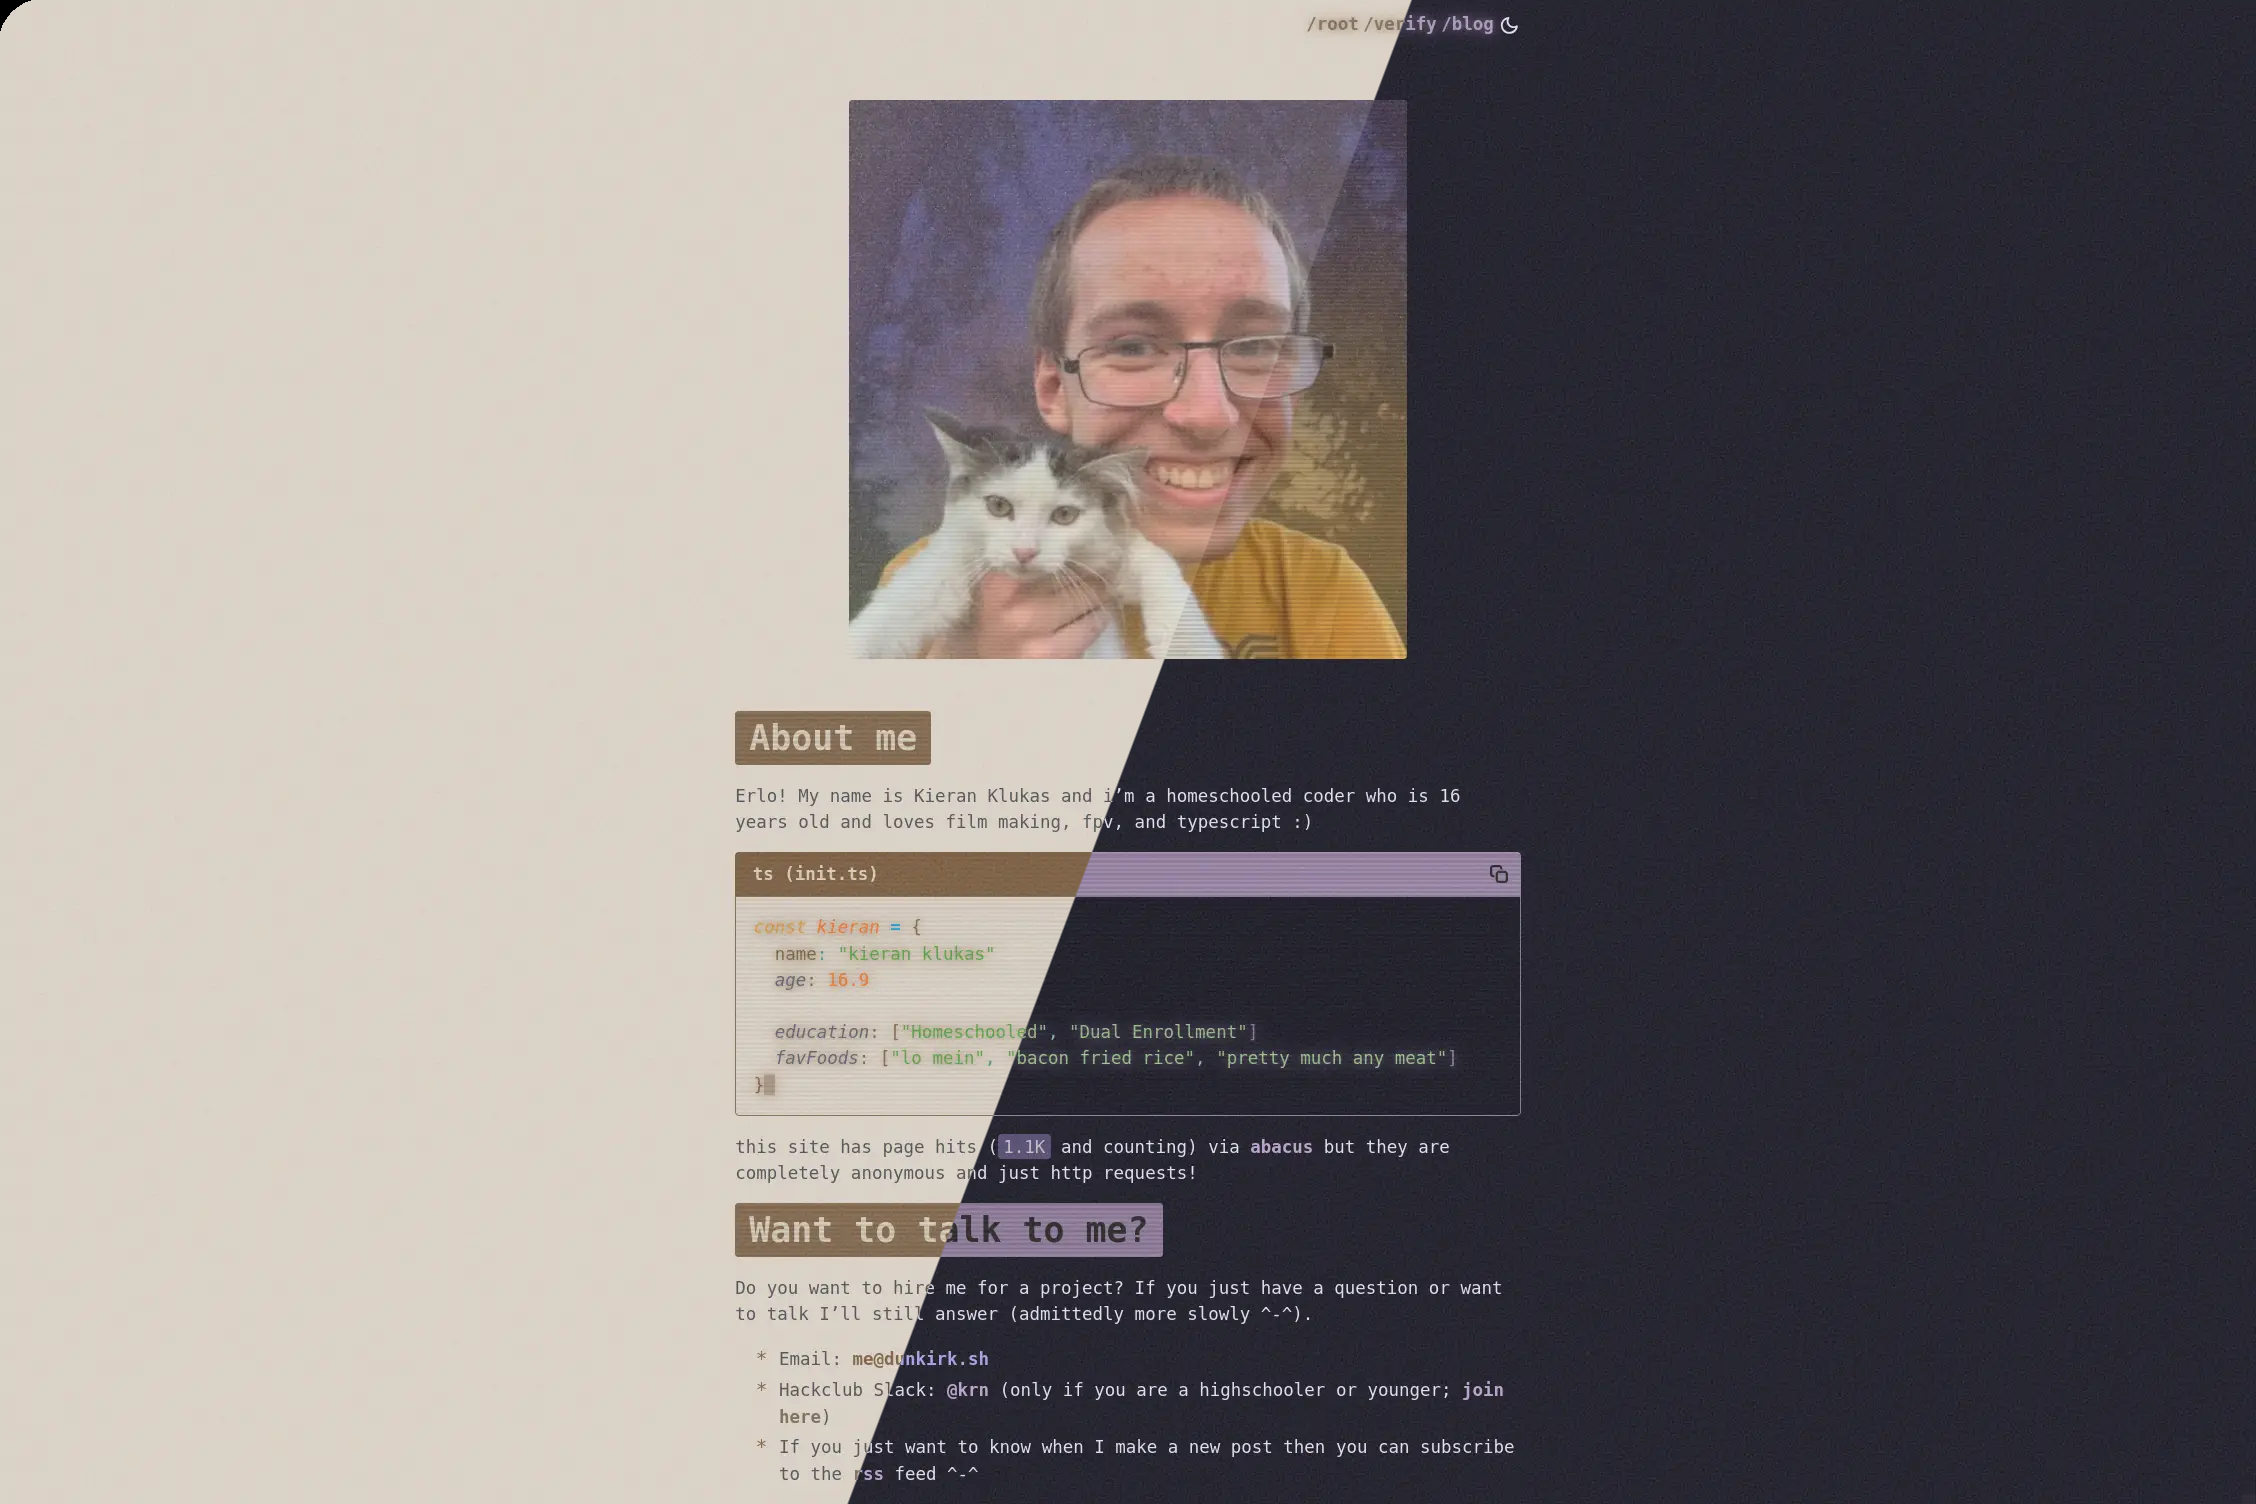 /root /verify /blog
About me
Erlo! My name is Kieran Klukas and i’m a homeschooled coder who is 16
years old and loves film making, fpv, and typescript :)
ts (init.ts)
const kieran = {
name: "kieran klukas"
age: 16.9
education: ["Homeschooled", "Dual Enrollment"]
favFoods: ["lo mein", "bacon fried rice", "pretty much any meat"]
}
this site has page hits (1.1K and counting) via abacus but they are
completely anonymous and just http requests!
Want to talk to me?
Do you want to hire me for a project? If you just have a question or want
to talk I’ll still answer (admittedly more slowly ^-^).
* Email: me@dunkirk.sh
* Hackclub Slack: @krn (only if you are a highschooler or younger; join
here)
* If you just want to know when I make a new post then you can subscribe
to the rss feed ^-^